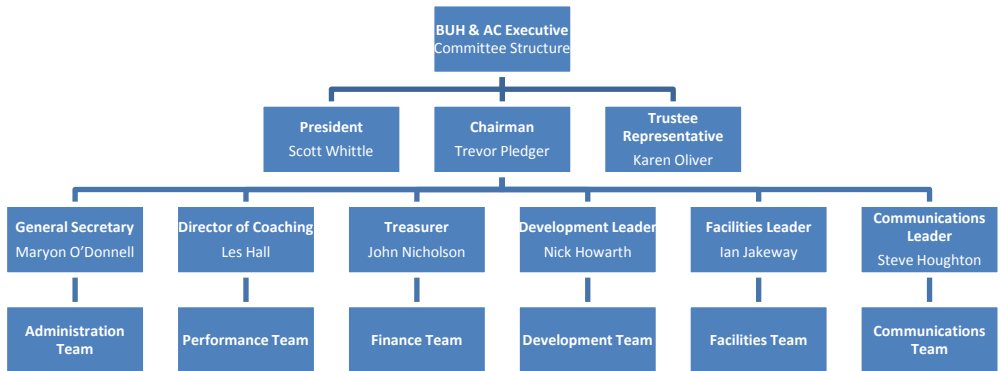 BUH & AC Executive
Committee Structure
President
Scott Whittle
Chairman
Trevor Pledger
Trustee
Representative
Karen Oliver
General Secretary
Maryon O’Donnell
Director of Coaching
Les Hall
Treasurer
John Nicholson
Development Leader
Nick Howarth
Facilities Leader
Ian Jakeway
Communications
Leader
Steve Houghton
Administration
Team
Performance Team
Finance Team
Development Team
Facilities Team
Communications
Team